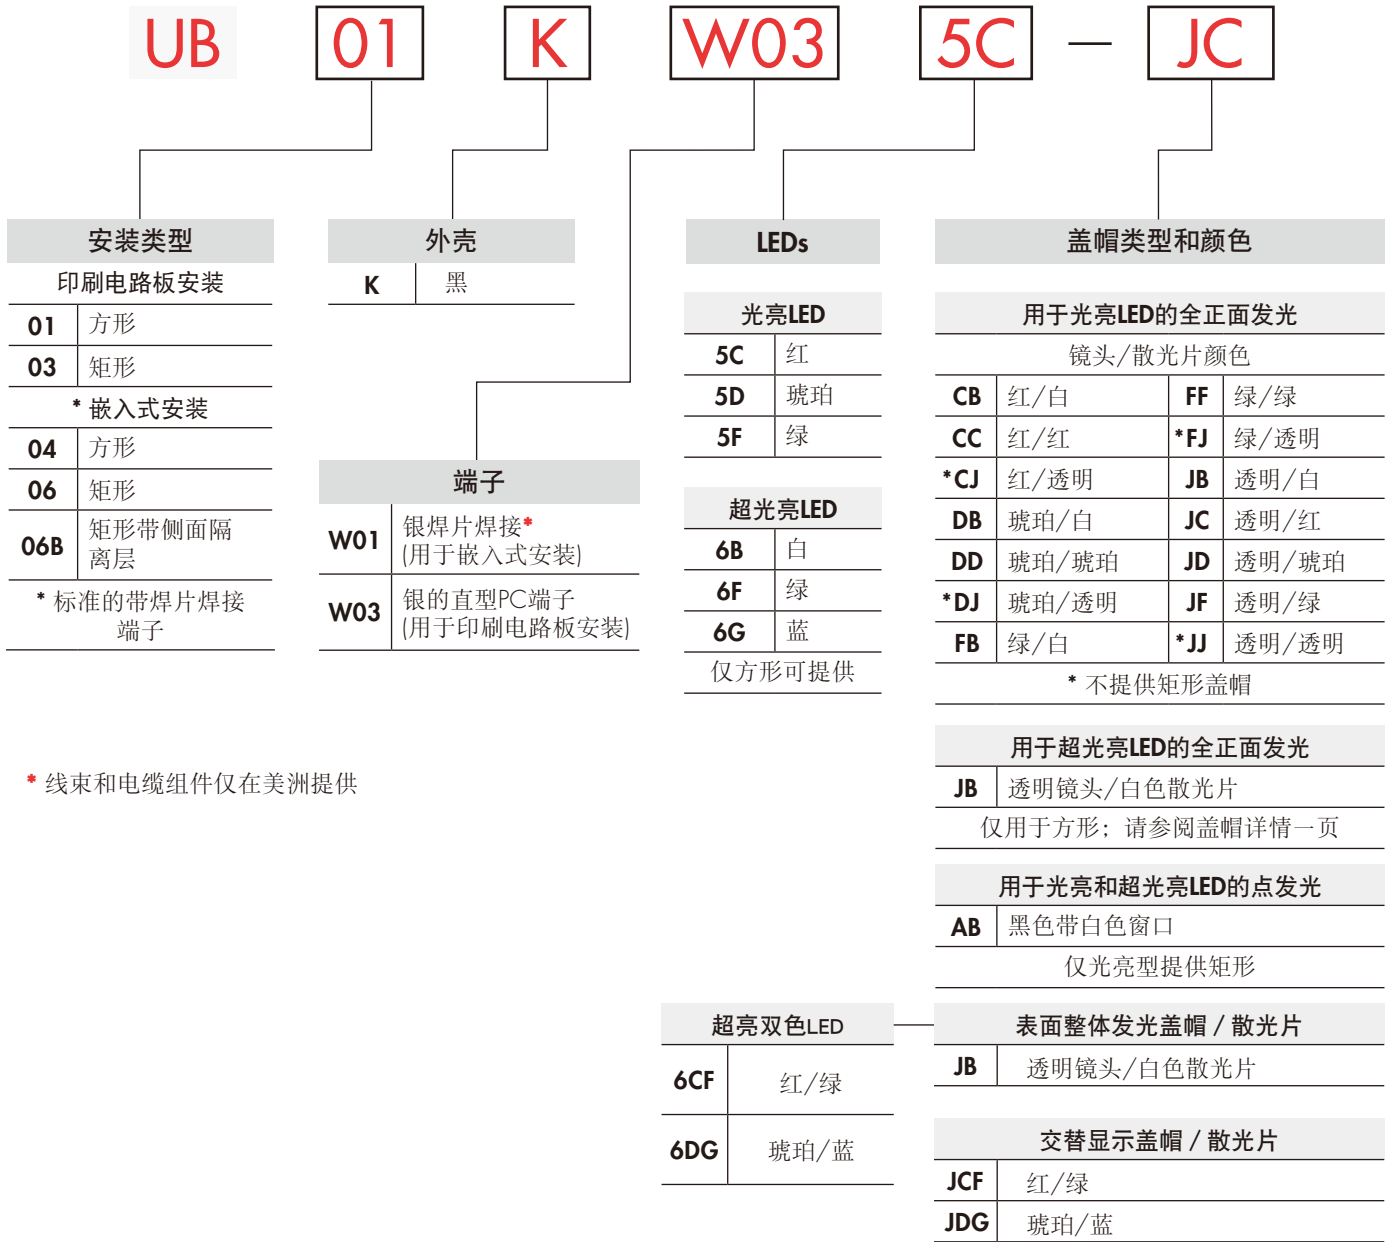 UB 01 K W03 5C — JC
安装类型
印刷电路板安装
01 方形
03 矩形
* 嵌入式安装
04 方形
06 矩形
06B 矩形带侧面隔
离层
* 标准的带焊片焊接
端子
外壳
K 黑
端子
W01 银焊片焊接*
(用于嵌入式安装)
W03 银的直型PC端子
(用于印刷电路板安装)
LEDs
光亮LED
5C 红
5D 琥珀
5F 绿
超光亮LED
6B 白
6F 绿
6G 蓝
仅方形可提供
盖帽类型和颜色
用于光亮LED的全正面发光
镜头/散光片颜色
CB 红/白 FF 绿/绿
CC 红/红 *FJ 绿/透明
*CJ 红/透明 JB 透明/白
DB 琥珀/白 JC 透明/红
DD 琥珀/琥珀 JD 透明/琥珀
*DJ 琥珀/透明 JF 透明/绿
FB 绿/白 *JJ 透明/透明
* 不提供矩形盖帽
用于超光亮LED的全正面发光
JB 透明镜头/白色散光片
仅用于方形；请参阅盖帽详情一页
用于光亮和超光亮LED的点发光
AB 黑色带白色窗口
仅光亮型提供矩形
* 线束和电缆组件仅在美洲提供
超亮双色LED
6CF 红/绿
6DG 琥珀/蓝
表面整体发光盖帽 / 散光片
JB 透明镜头/白色散光片
交替显示盖帽 / 散光片
JCF 红/绿
JDG 琥珀/蓝